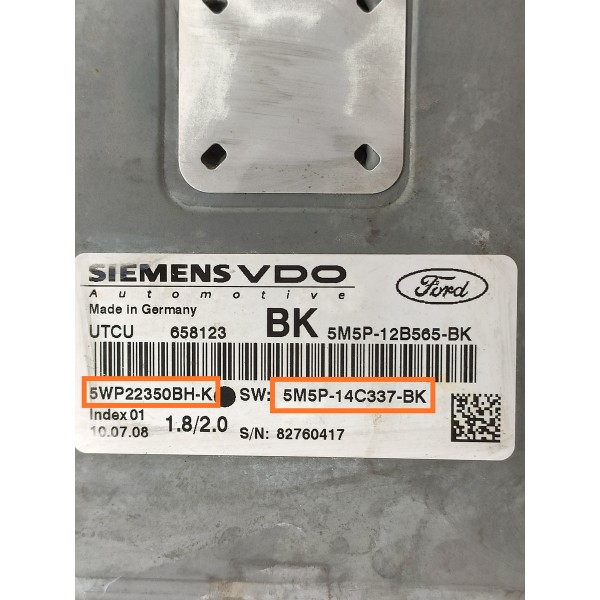 SIEMENS VDO
Automotive
Ford
Made in Germany
UTCU 658123 BK 5M5P-12B565-BK
5WP22350BH-K SW: 5M5P-14C337-BK
Index 01
10.07.08 1.8/2.0 S/N: 82760417